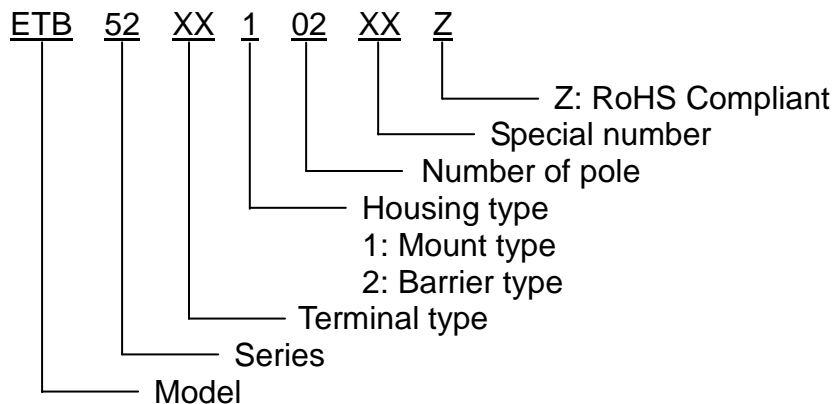 ETB 52 XX 1 02 XX Z
Z: RoHS Compliant
Special number
Number of pole
Housing type
1: Mount type
2: Barrier type
Terminal type
Series
Model